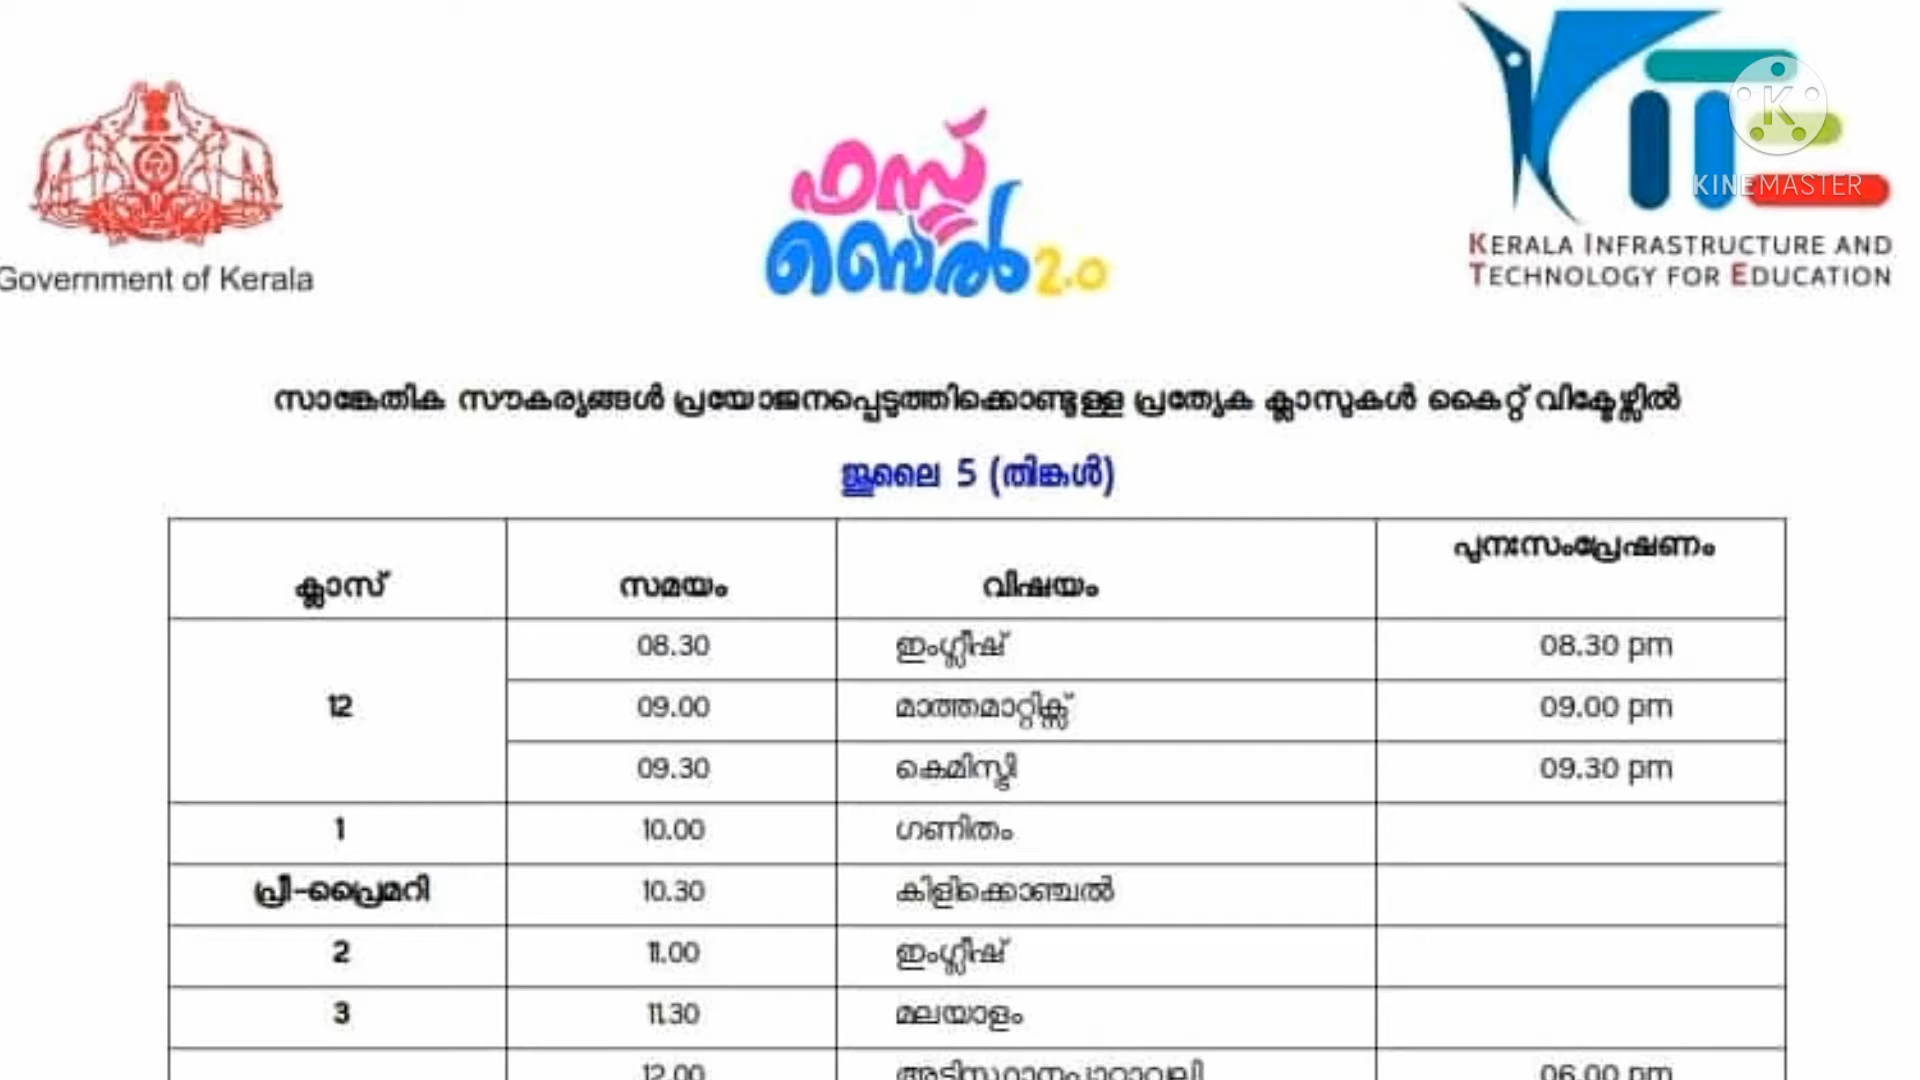 Government of Kerala
ഫസ്റ്റ്
ബെൽ 2.0
KINEMASTER
KERALA INFRASTRUCTURE AND
TECHNOLOGY FOR EDUCATION
സാങ്കേതിക സൗകര്യങ്ങൾ പ്രയോജനപ്പെടുത്തിക്കൊണ്ടുള്ള പ്രത്യേക ക്ലാസുകൾ കൈറ്റ് വിക്ടേഴ്സിൽ
ജൂലൈ 5 (തിങ്കൾ)
ക്ലാസ് സമയം വിഷയം പുനഃസംപ്രേഷണം
12 08.30 ഇംഗ്ലീഷ് 08.30 pm
09.00 മാത്തമാറ്റിക്സ് 09.00 pm
09.30 കെമിസ്ട്രി 09.30 pm
1 10.00 ഗണിതം
പ്രീ-പ്രൈമറി 10.30 കിളിക്കൊഞ്ചൽ
2 11.00 ഇംഗ്ലീഷ്
3 11.30 മലയാളം
12.00 അടിസ്ഥാനപാഠാവലി 06.00 pm